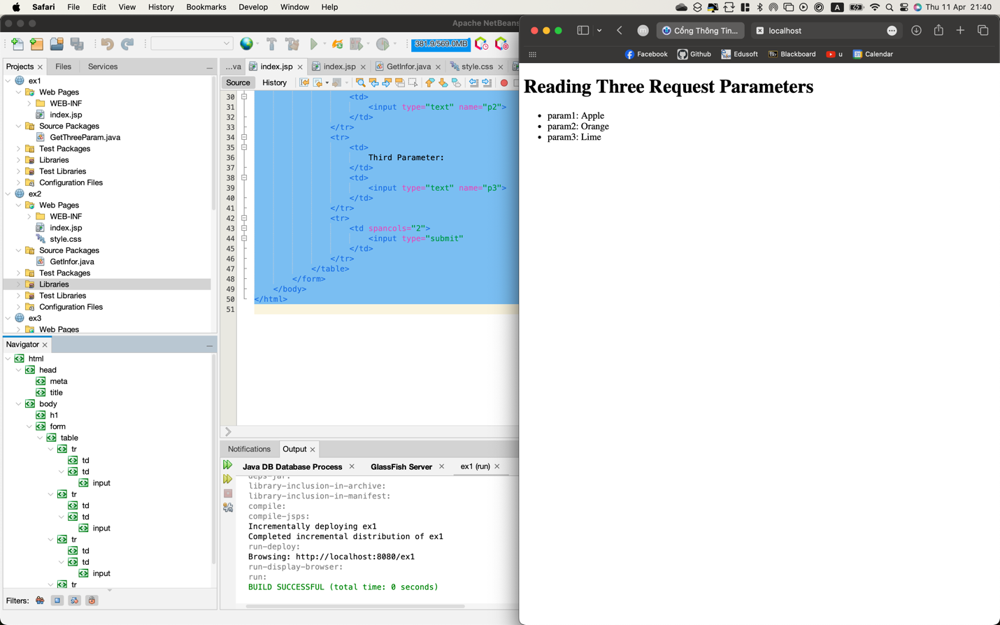 Safari File Edit View History Bookmarks Develop Window Help
A Thu 11 Apr 21:40
Apache NetBeans
381.9/569.0MB
Projects Files Services
ex1
Web Pages
WEB-INF
index.jsp
Source Packages
GetThreeParam.java
Test Packages
Libraries
Test Libraries
Configuration Files
ex2
Web Pages
WEB-INF
index.jsp
style.css
Source Packages
GetInfor.java
Test Packages
Libraries
Test Libraries
Configuration Files
ex3
Web Pages
Navigator
html
head
meta
title
body
h1
form
table
tr
td
td
input
tr
td
td
input
tr
td
td
input
tr
Filters:
...va index.jsp index.jsp GetInfor.java style.css
Source History
30 <td>
31 <input type="text" name="p2">
32 </td>
33 </tr>
34 <tr>
35 <td>
36 Third Parameter:
37 </td>
38 <td>
39 <input type="text" name="p3">
40 </td>
41 </tr>
42 <tr>
43 <td spancols="2">
44 <input type="submit"
45 </td>
46 </tr>
47 </table>
48 </form>
49 </body>
50 </html>
51
Notifications Output
Java DB Database Process GlassFish Server ex1 (run)
deps-jar:
library-inclusion-in-archive:
library-inclusion-in-manifest:
compile:
compile-jsps:
Incrementally deploying ex1
Completed incremental distribution of ex1
run-deploy:
Browsing: http://localhost:8080/ex1
run-display-browser:
run:
BUILD SUCCESSFUL (total time: 0 seconds)
m Cổng Thông Tin... localhost
Facebook Github Edusoft Blackboard u Calendar
Reading Three Request Parameters
• param1: Apple
• param2: Orange
• param3: Lime